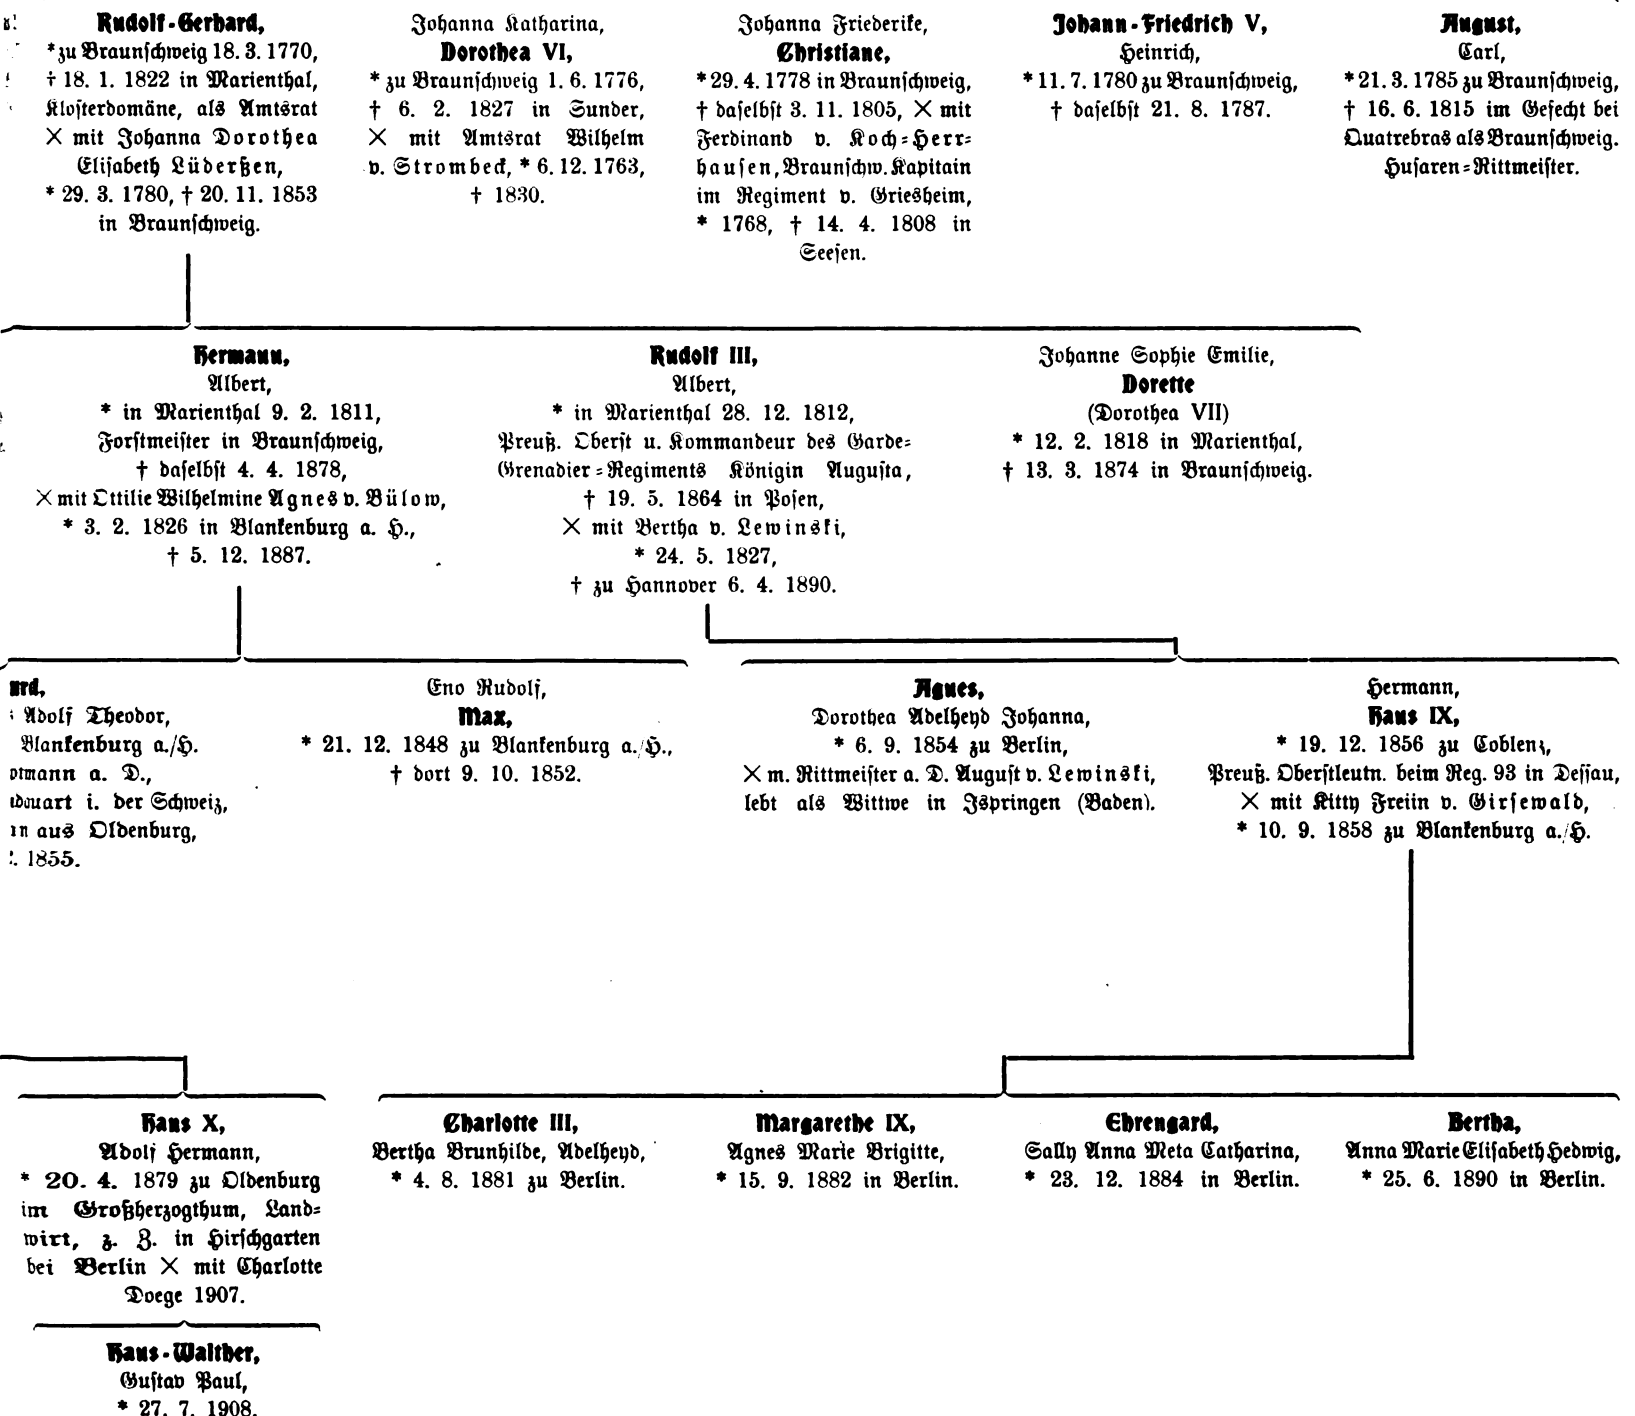 Rudolf-Gerhard,
* zu Braunschweig 18. 3. 1770,
† 18. 1. 1822 in Marienthal,
Klosterdomäne, als Amtsrat
╳ mit Johanna Dorothea
Elisabeth Lüderßen,
* 29. 3. 1780, † 20. 11. 1853
in Braunschweig.
Johanna Katharina,
Dorothea VI,
* zu Braunschweig 1. 6. 1776,
† 6. 2. 1827 in Sunder,
╳ mit Amtsrat Wilhelm
v. Strombeck, * 6. 12. 1763,
† 1830.
Johanna Friederike,
Christiane,
* 29. 4. 1778 in Braunschweig,
† daselbst 3. 11. 1805, ╳ mit
Ferdinand v. Koch-Herr-
hausen, Braunschw. Kapitain
im Regiment v. Griesheim,
* 1768, † 14. 4. 1808 in
Seesen.
Johann-Friedrich V,
Heinrich,
* 11. 7. 1780 zu Braunschweig,
† daselbst 21. 8. 1787.
August,
Carl,
* 21. 3. 1785 zu Braunschweig,
† 16. 6. 1815 im Gefecht bei
Quatrebras als Braunschweig.
Husaren-Rittmeister.
Hermann,
Albert,
* in Marienthal 9. 2. 1811,
Forstmeister in Braunschweig,
† daselbst 4. 4. 1878,
╳ mit Ottilie Wilhelmine Agnes v. Bülow,
* 3. 2. 1826 in Blankenburg a. H.,
† 5. 12. 1887.
Rudolf III,
Albert,
* in Marienthal 28. 12. 1812,
Preuß. Oberst u. Kommandeur des Garde-
Grenadier-Regiments Königin Augusta,
† 19. 5. 1864 in Posen,
╳ mit Bertha v. Lewinski,
* 24. 5. 1827,
† zu Hannover 6. 4. 1890.
Johanne Sophie Emilie,
Dorette
(Dorothea VII)
* 12. 2. 1818 in Marienthal,
† 13. 3. 1874 in Braunschweig.
urd,
Adolf Theodor,
Blankenburg a./H.
ptmann a. D.,
douart i. der Schweiz,
aus Oldenburg,
1855.
Eno Rudolf,
Max,
* 21. 12. 1848 zu Blankenburg a./H.,
† dort 9. 10. 1852.
Agnes,
Dorothea Adelheyd Johanna,
* 6. 9. 1854 zu Berlin,
╳ m. Rittmeister a. D. August v. Lewinski,
lebt als Wittwe in Ispringen (Baden).
Hermann,
Hans IX,
* 19. 12. 1856 zu Coblenz,
Preuß. Oberstleutn. beim Reg. 93 in Dessau,
╳ mit Kitty Freiin v. Girsewald,
* 10. 9. 1858 zu Blankenburg a./H.
Hans X,
Adolf Hermann,
* 20. 4. 1879 zu Oldenburg
im Großherzogthum, Land-
wirt, z. Z. in Hirschgarten
bei Berlin ╳ mit Charlotte
Doege 1907.
Charlotte III,
Bertha Brunhilde, Adelheyd,
* 4. 8. 1881 zu Berlin.
Margarethe IX,
Agnes Marie Brigitte,
* 15. 9. 1882 in Berlin.
Ehrengard,
Sally Anna Meta Catharina,
* 23. 12. 1884 in Berlin.
Bertha,
Anna Marie Elisabeth Hedwig,
* 25. 6. 1890 in Berlin.
Hans-Walther,
Gustav Paul,
* 27. 7. 1908.